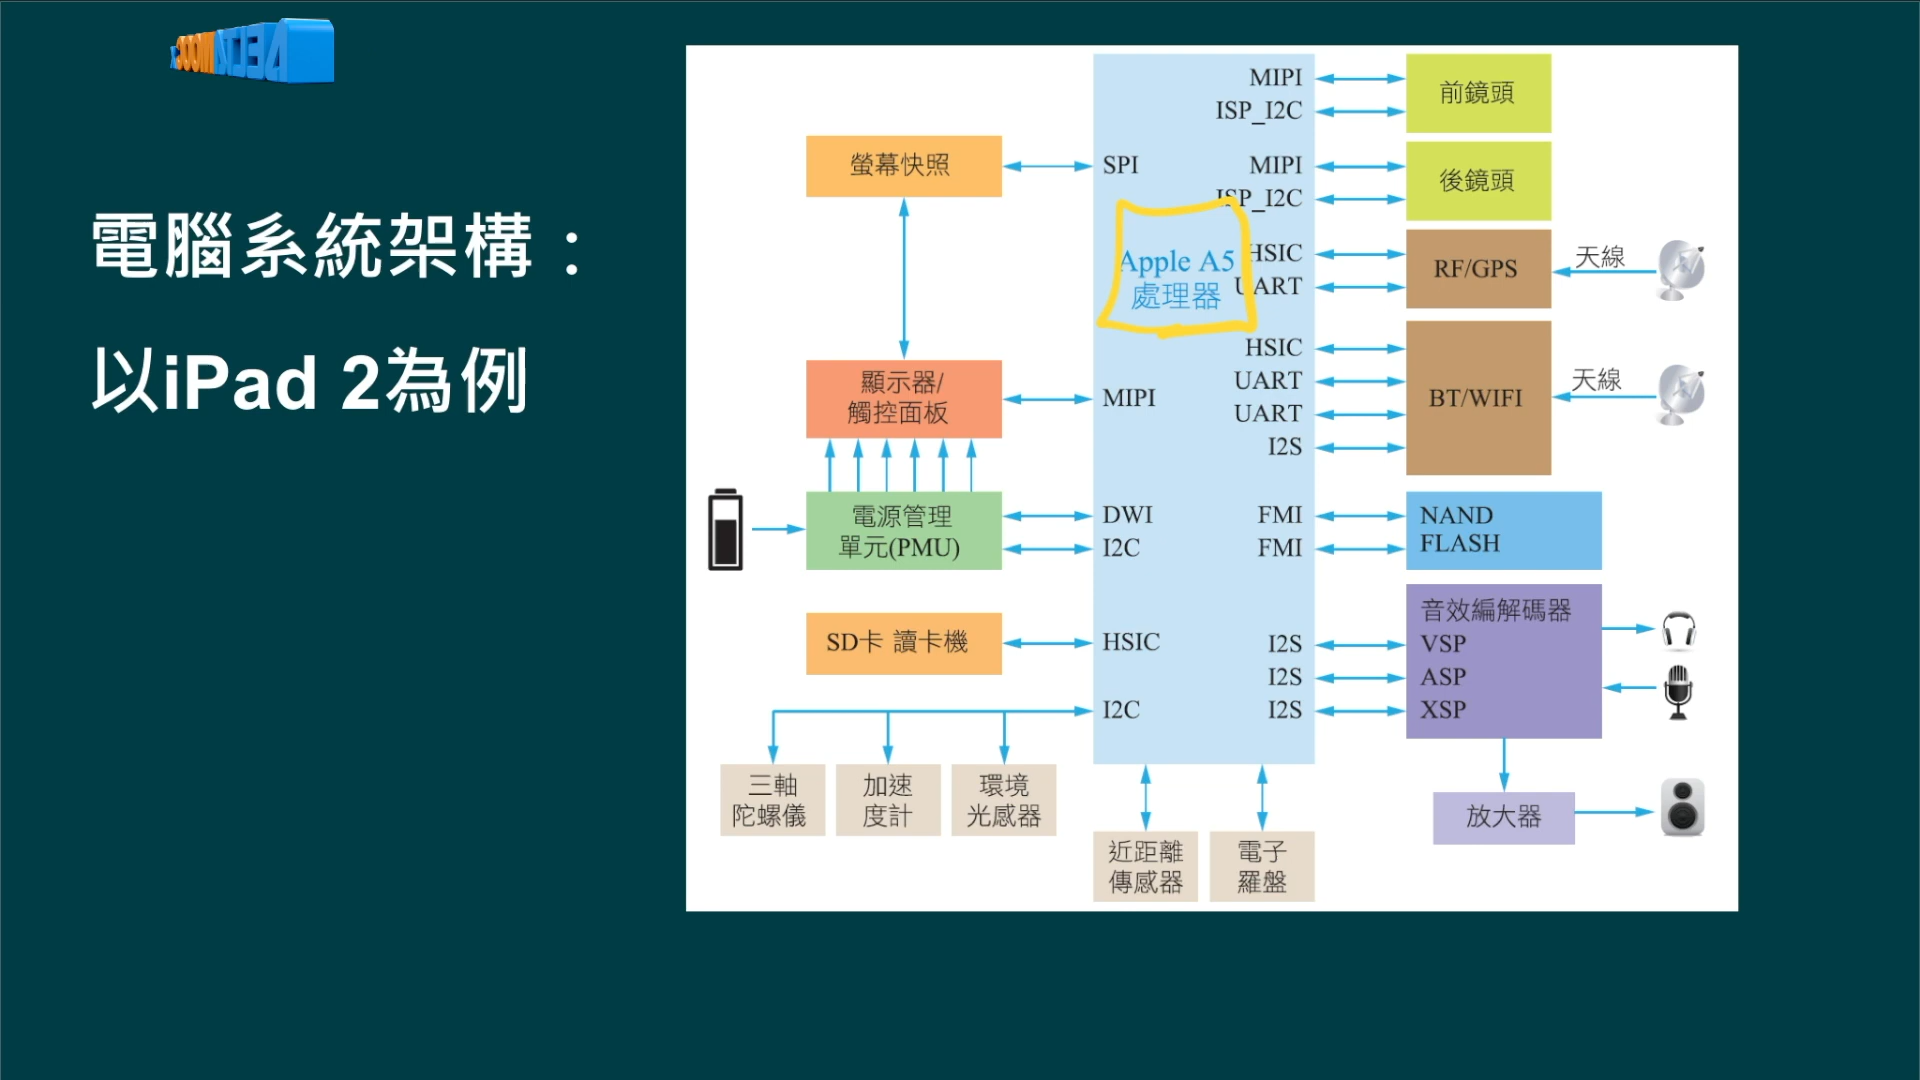 電腦系統架構：
以iPad 2為例
MIPI
ISP_I2C
前鏡頭
螢幕快照
SPI
MIPI
ISP_I2C
後鏡頭
Apple A5
處理器
HSIC
UART
RF/GPS
天線
HSIC
UART
UART
I2S
BT/WIFI
天線
顯示器/
觸控面板
MIPI
電源管理
單元(PMU)
DWI
I2C
FMI
FMI
NAND
FLASH
SD卡 讀卡機
HSIC
音效編解碼器
I2S
VSP
I2S
ASP
I2C
I2S
XSP
三軸
陀螺儀
加速
度計
環境
光感器
近距離
傳感器
電子
羅盤
放大器